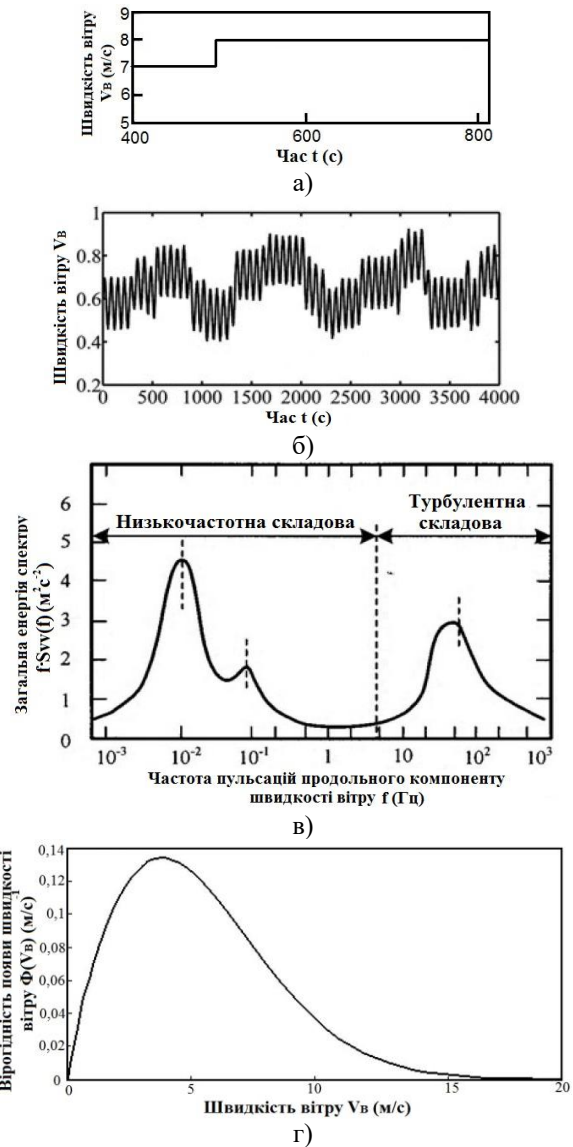 Швидкість вітру
Vв (м/с)
9
8
7
6
5
400
600
800
Час t (с)
а)
Швидкість вітру Vв
1
0.8
0.6
0.4
0.2
0 500 1000 1500 2000 2500 3000 3500 4000
Час t (с)
б)
Загальна енергія спектру
f·Svv(f) (м²с⁻²)
6
5
4
3
2
1
0
Низькочастотна складова
Турбулентна
складова
10⁻³ 10⁻² 10⁻¹ 1 10 10² 10³
Частота пульсацій продольного компоненту
швидкості вітру f (Гц)
в)
Вірогідність появи швидкості
вітру Ф(Vв) (м/с)⁻¹
0,14
0,12
0,1
0,08
0,06
0,04
0,02
0
0 5 10 15 20
Швидкість вітру Vв (м/с)
г)